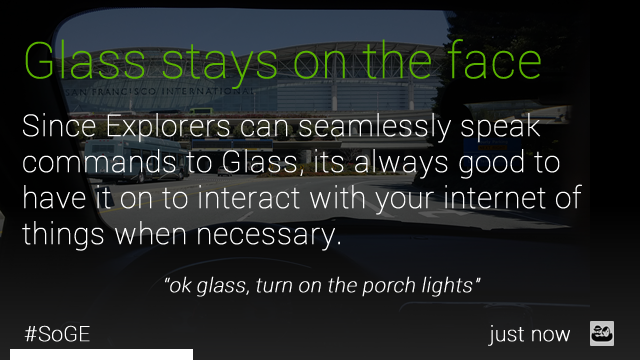 Glass stays on the face
SAN FRANCISCO INTERNATIONAL
Since Explorers can seamlessly speak
commands to Glass, its always good to
have it on to interact with your internet of
things when necessary.
"ok glass, turn on the porch lights"
#SoGE
just now